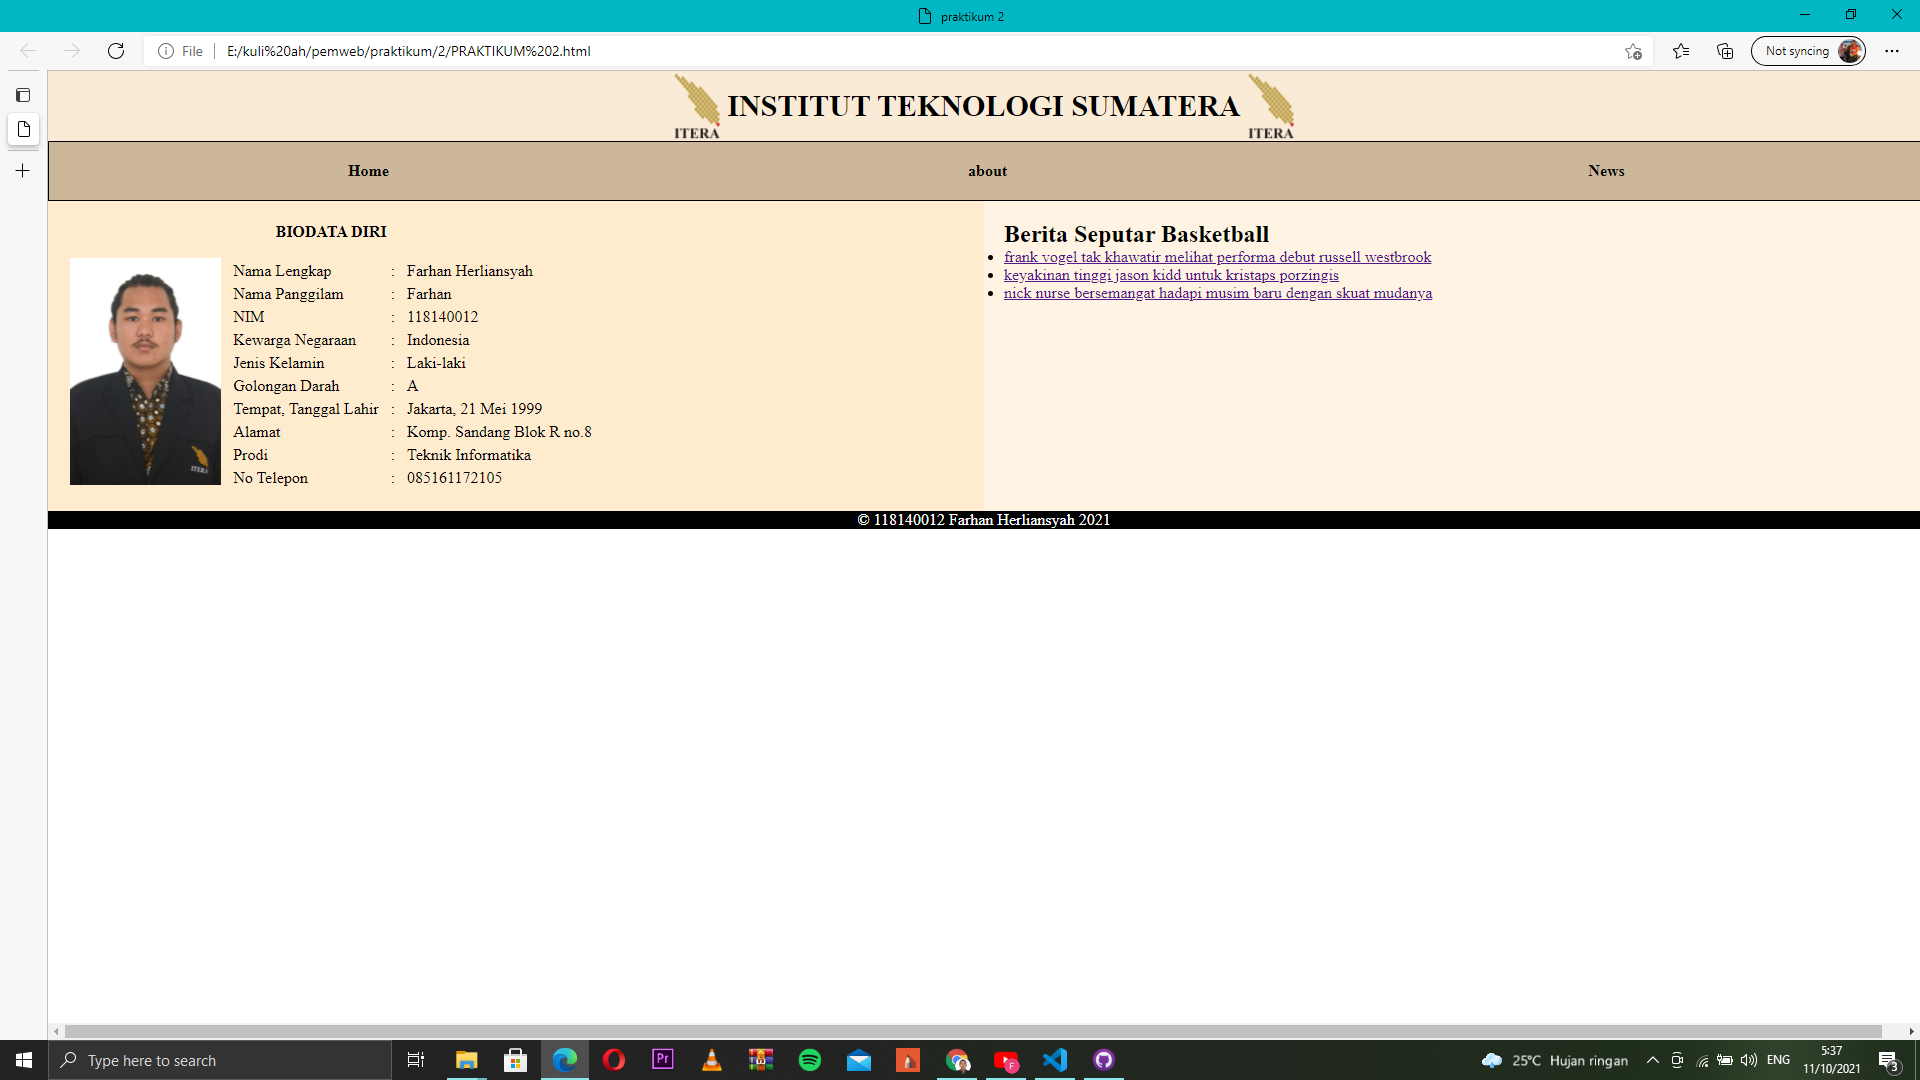 praktikum 2
File E:/kuli%20ah/pemweb/praktikum/2/PRAKTIKUM%202.html Not syncing
ITERA INSTITUT TEKNOLOGI SUMATERA ITERA
Home about News
BIODATA DIRI
Nama Lengkap : Farhan Herliansyah
Nama Panggilam : Farhan
NIM : 118140012
Kewarga Negaraan : Indonesia
Jenis Kelamin : Laki-laki
Golongan Darah : A
Tempat, Tanggal Lahir : Jakarta, 21 Mei 1999
Alamat : Komp. Sandang Blok R no.8
Prodi : Teknik Informatika
No Telepon : 085161172105
ITERA
Berita Seputar Basketball
frank vogel tak khawatir melihat performa debut russell westbrook
keyakinan tinggi jason kidd untuk kristaps porzingis
nick nurse bersemangat hadapi musim baru dengan skuat mudanya
© 118140012 Farhan Herliansyah 2021
Type here to search
Pr
F
25°C Hujan ringan
ENG
5:37
11/10/2021
3